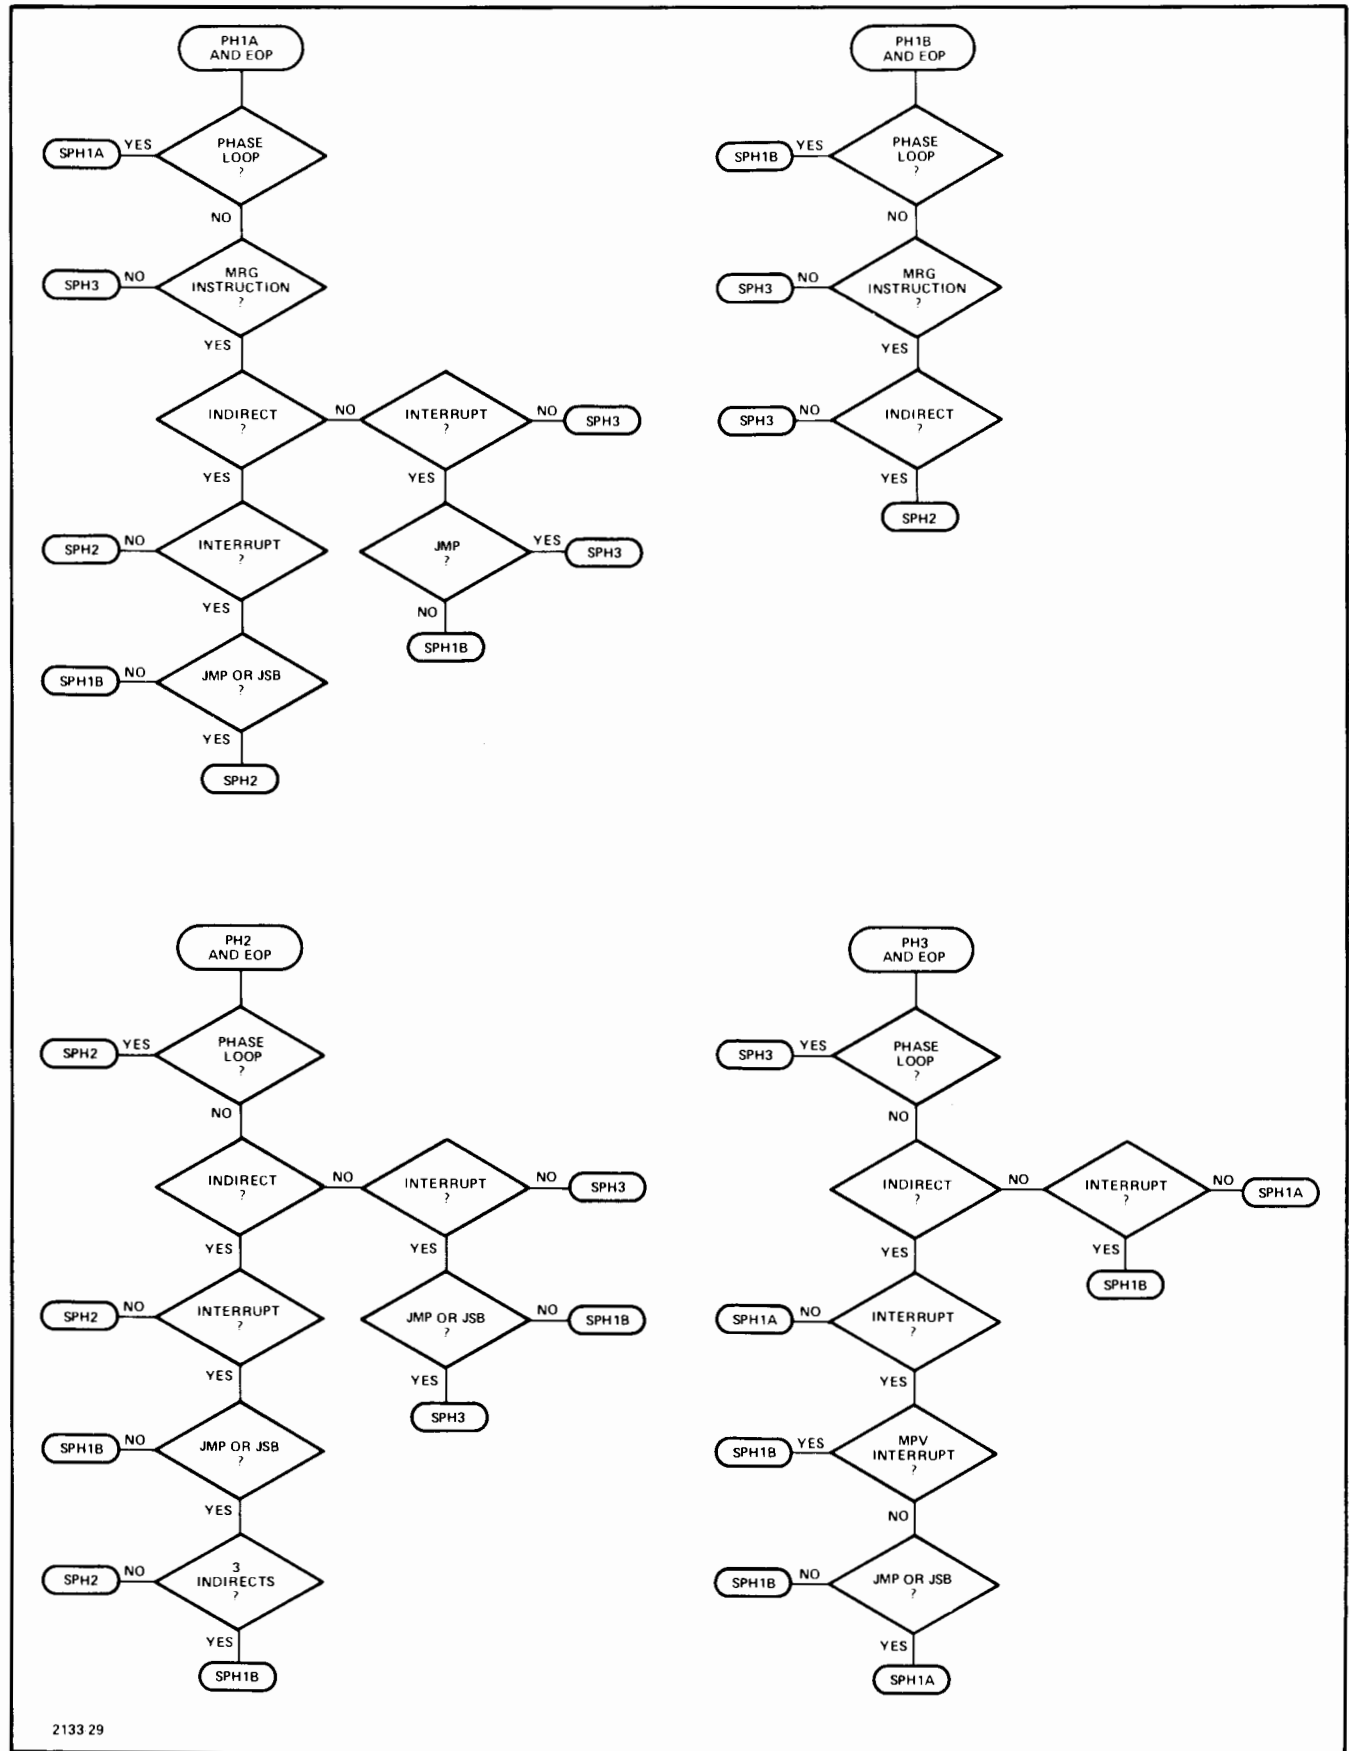 PH1A
AND EOP
PHASE
LOOP
?
YES
SPH1A
NO
MRG
INSTRUCTION
?
NO
SPH3
YES
INDIRECT
?
NO
INTERRUPT
?
NO
SPH3
YES
YES
INTERRUPT
?
NO
SPH2
JMP
?
YES
SPH3
NO
SPH1B
YES
JMP OR JSB
?
NO
SPH1B
YES
SPH2
PH1B
AND EOP
PHASE
LOOP
?
YES
SPH1B
NO
MRG
INSTRUCTION
?
NO
SPH3
YES
INDIRECT
?
NO
SPH3
YES
SPH2
PH2
AND EOP
PHASE
LOOP
?
YES
SPH2
NO
INDIRECT
?
NO
INTERRUPT
?
NO
SPH3
YES
YES
INTERRUPT
?
NO
SPH2
JMP OR JSB
?
NO
SPH1B
YES
SPH3
YES
JMP OR JSB
?
NO
SPH1B
YES
3
INDIRECTS
?
NO
SPH2
YES
SPH1B
PH3
AND EOP
PHASE
LOOP
?
YES
SPH3
NO
INDIRECT
?
NO
INTERRUPT
?
NO
SPH1A
YES
SPH1B
YES
INTERRUPT
?
NO
SPH1A
YES
MPV
INTERRUPT
?
YES
SPH1B
NO
JMP OR JSB
?
NO
SPH1B
YES
SPH1A
2133-29